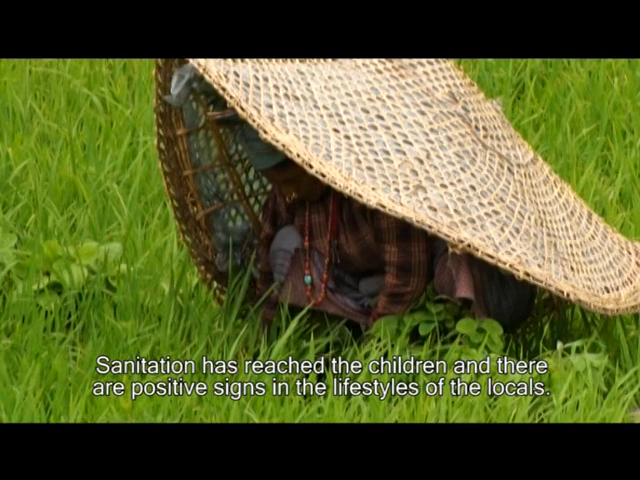 Sanitation has reached the children and there
are positive signs in the lifestyles of the locals.